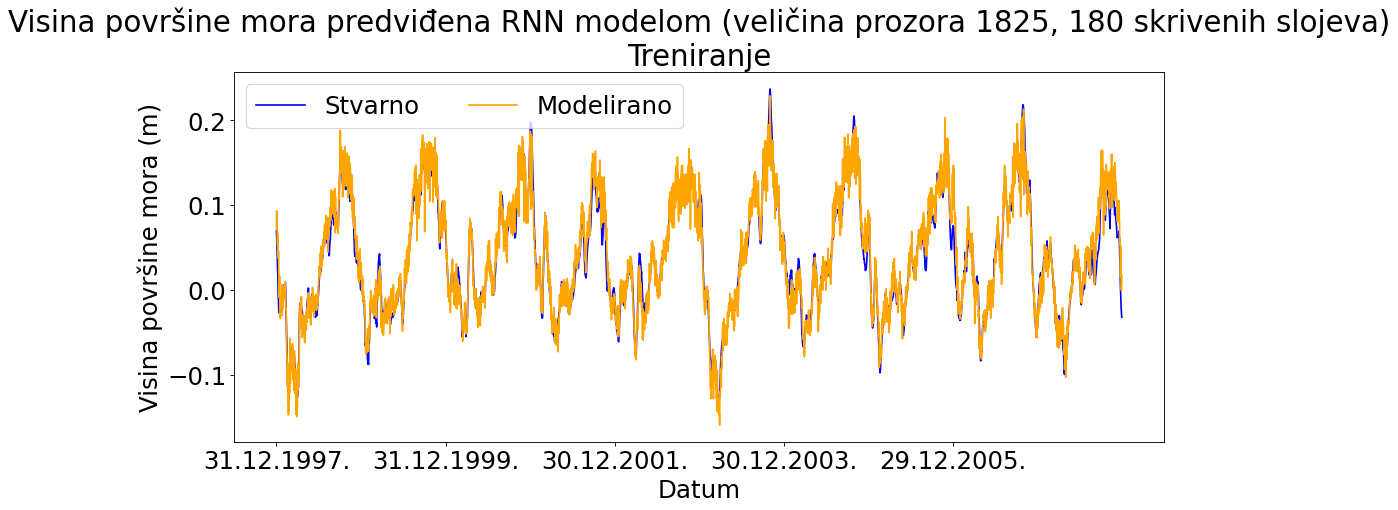 Visina površine mora predviđena RNN modelom (veličina prozora 1825, 180 skrivenih slojeva)
Treniranje
Stvarno
Modelirano
Visina površine mora (m)
0.2
0.1
0.0
−0.1
31.12.1997.
31.12.1999.
30.12.2001.
30.12.2003.
29.12.2005.
Datum